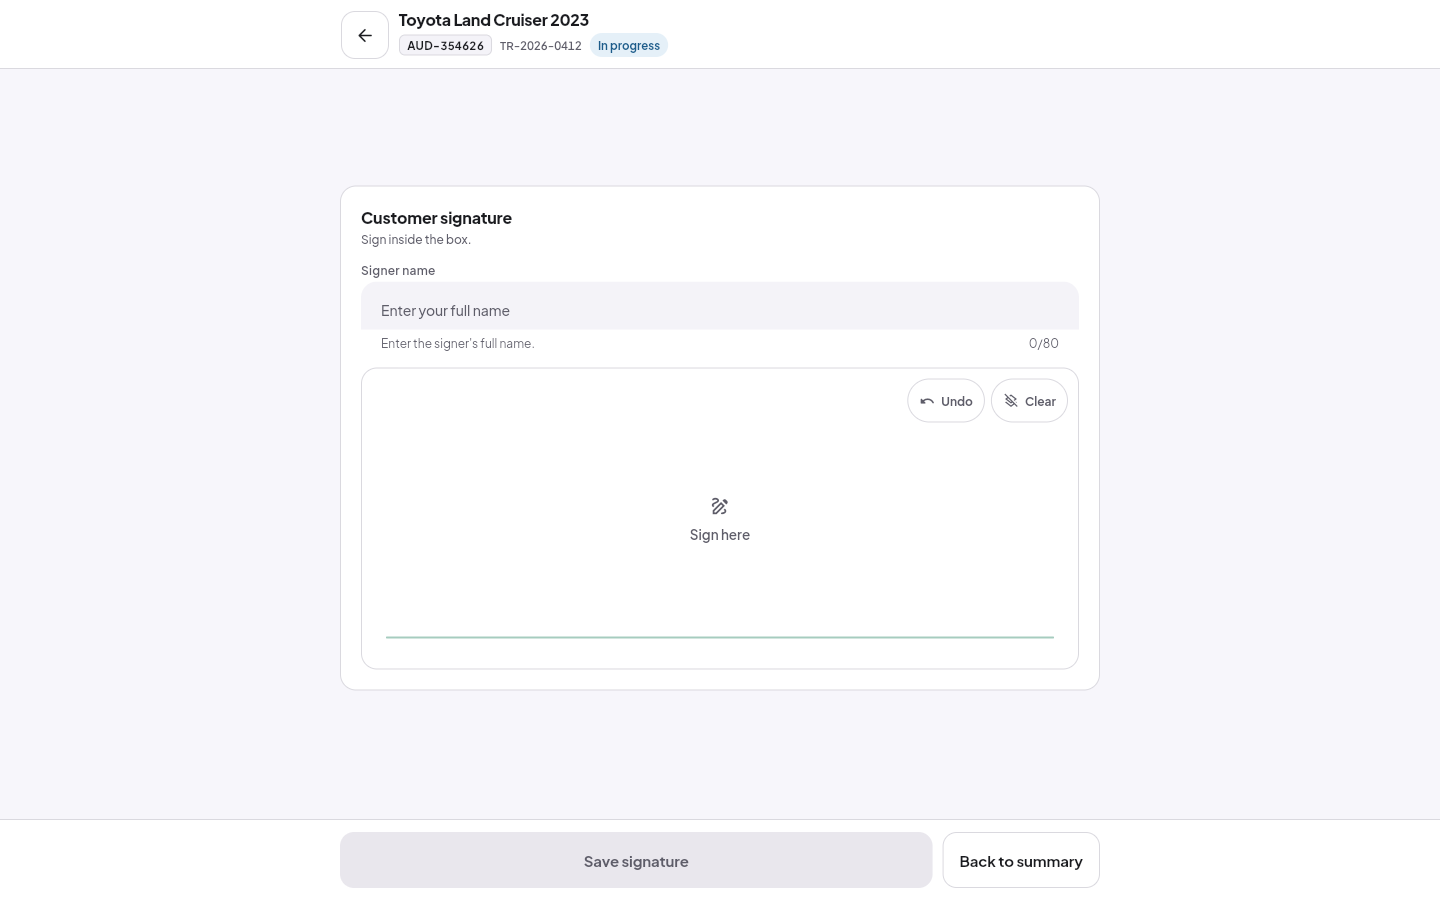 Toyota Land Cruiser 2023
AUD-354626 TR-2026-0412 In progress
Customer signature
Sign inside the box.
Signer name
Enter your full name
Enter the signer's full name. 0/80
Undo Clear
Sign here
Save signature Back to summary